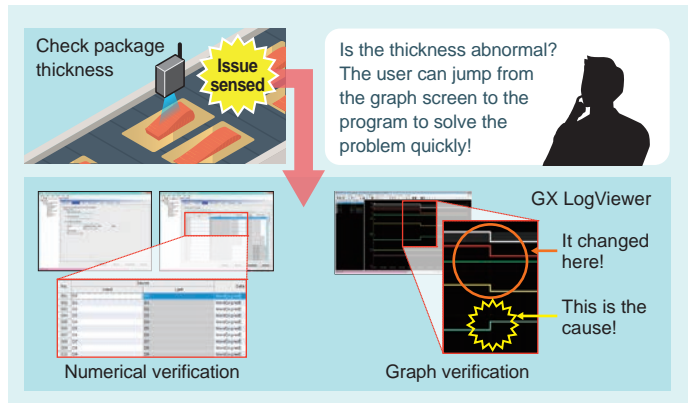 Check package
thickness
Issue
sensed
Is the thickness abnormal?
The user can jump from
the graph screen to the
program to solve the
problem quickly!
GX LogViewer
It changed
here!
This is the
cause!
Numerical verification
Graph verification